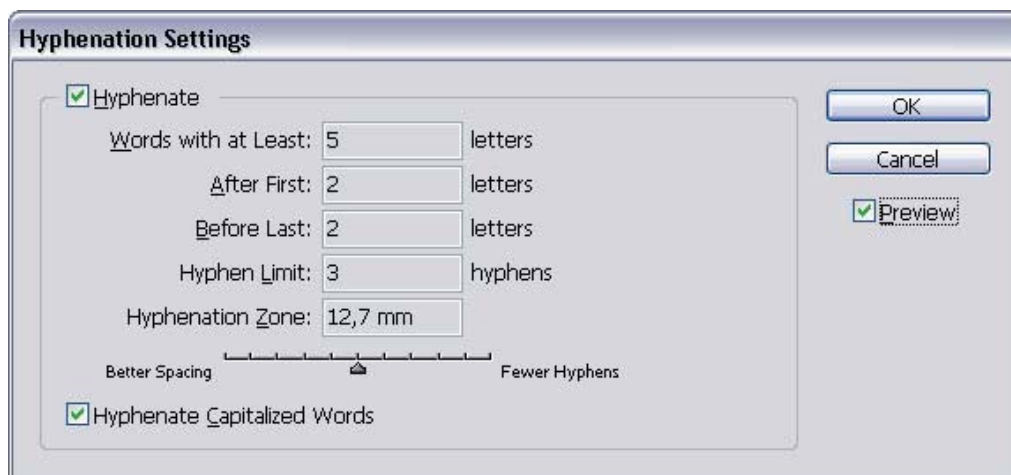 Hyphenation Settings
Hyphenate
Words with at Least: 5 letters
After First: 2 letters
Before Last: 2 letters
Hyphen Limit: 3 hyphens
Hyphenation Zone: 12,7 mm
Better Spacing Fewer Hyphens
Hyphenate Capitalized Words
OK
Cancel
Preview